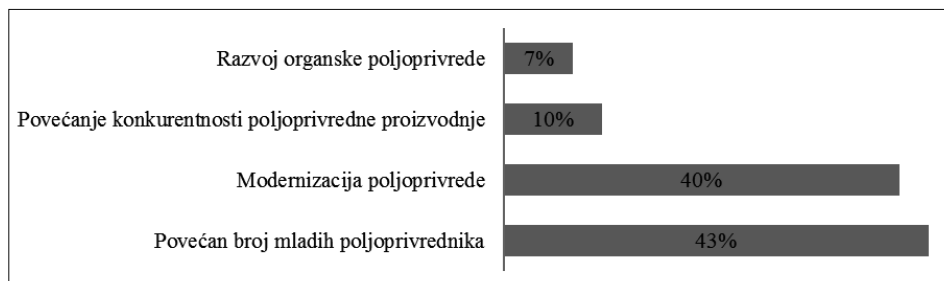 Razvoj organske poljoprivrede
7%
Povećanje konkurentnosti poljoprivredne proizvodnje
10%
Modernizacija poljoprivrede
40%
Povećan broj mladih poljoprivrednika
43%